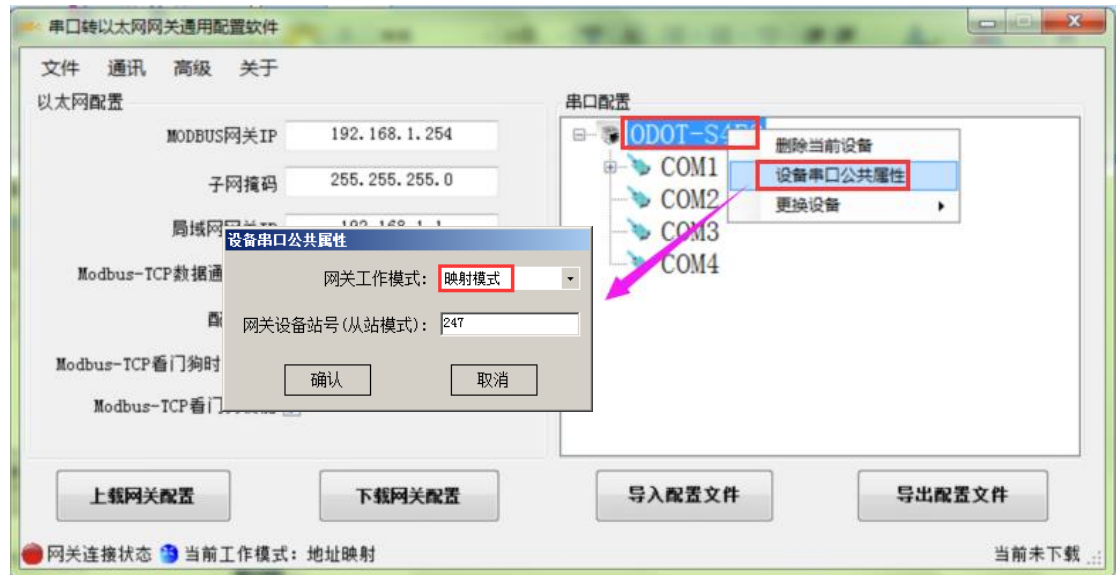 串口转以太网网关通用配置软件
文件 通讯 高级 关于
以太网配置
MODBUS网关IP 192.168.1.254
子网掩码 255.255.255.0
局域网
Modbus-TCP数据通
Modbus-TCP看门狗时
Modbus-TCP看门
串口配置
ODOT-S4
COM1
COM2
COM3
COM4
删除当前设备
设备串口公共属性
更换设备
设备串口公共属性
网关工作模式: 映射模式
网关设备站号(从站模式): 247
确认 取消
上载网关配置 下载网关配置 导入配置文件 导出配置文件
网关连接状态 当前工作模式: 地址映射 当前未下载